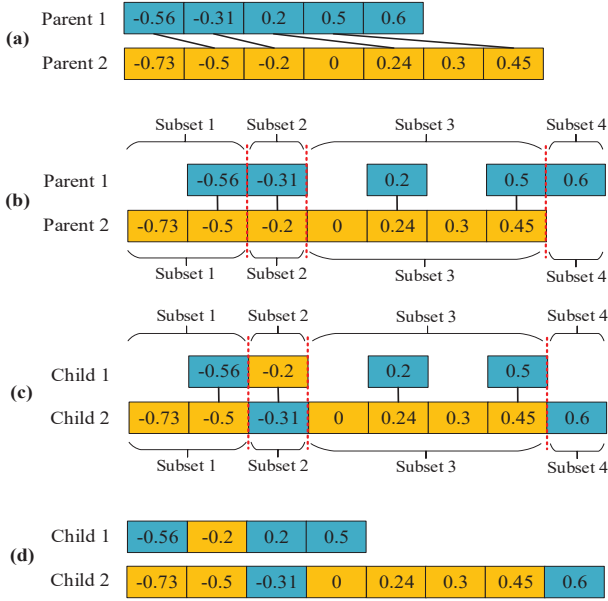 Parent 1 -0.56 -0.31 0.2 0.5 0.6
(a)
Parent 2 -0.73 -0.5 -0.2 0 0.24 0.3 0.45
Subset 1 Subset 2 Subset 3 Subset 4
Parent 1 -0.56 -0.31 0.2 0.5 0.6
(b)
Parent 2 -0.73 -0.5 -0.2 0 0.24 0.3 0.45
Subset 1 Subset 2 Subset 3 Subset 4
Subset 1 Subset 2 Subset 3 Subset 4
Child 1 -0.56 -0.2 0.2 0.5
(c)
Child 2 -0.73 -0.5 -0.31 0 0.24 0.3 0.45 0.6
Subset 1 Subset 2 Subset 3 Subset 4
Child 1 -0.56 -0.2 0.2 0.5
(d)
Child 2 -0.73 -0.5 -0.31 0 0.24 0.3 0.45 0.6